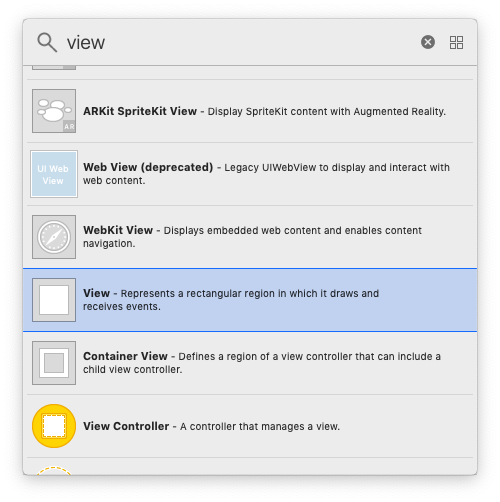 view
AR
ARKit SpriteKit View - Display SpriteKit content with Augmented Reality.
UI Web
View
Web View (deprecated) - Legacy UIWebView to display and interact with
web content.
WebKit View - Displays embedded web content and enables content
navigation.
View - Represents a rectangular region in which it draws and
receives events.
Container View - Defines a region of a view controller that can include a
child view controller.
View Controller - A controller that manages a view.